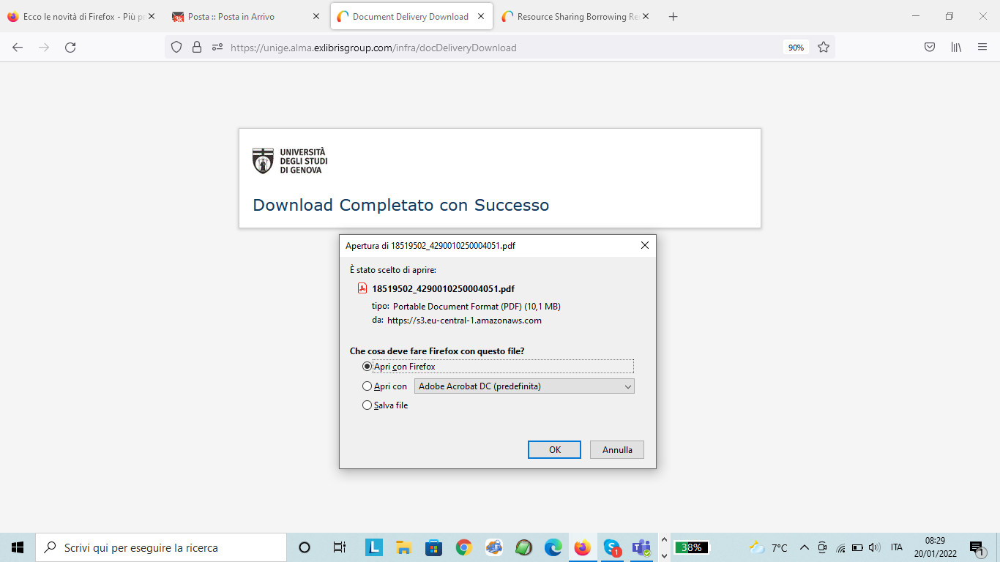 Ecco le novità di Firefox - Più pr
Posta :: Posta in Arrivo
Document Delivery Download
Resource Sharing Borrowing Re
https://unige.alma.exlibrisgroup.com/infra/docDeliveryDownload
90%
UNIVERSITÀ
DEGLI STUDI
DI GENOVA
Download Completato con Successo
Apertura di 18519502_4290010250004051.pdf
È stato scelto di aprire:
18519502_4290010250004051.pdf
tipo: Portable Document Format (PDF) (10,1 MB)
da: https://s3.eu-central-1.amazonaws.com
Che cosa deve fare Firefox con questo file?
Apri con Firefox
Apri con Adobe Acrobat DC (predefinita)
Salva file
OK Annulla
Scrivi qui per eseguire la ricerca
L
S 1
38%
7°C
ITA
08:29
20/01/2022
1